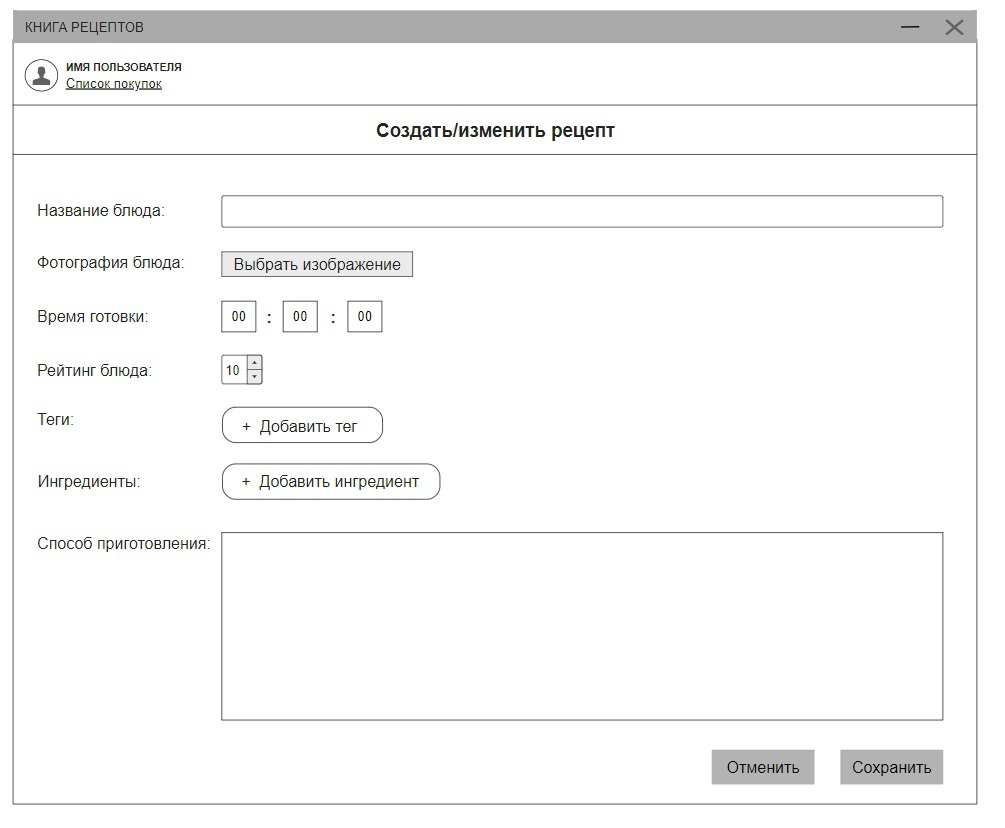 КНИГА РЕЦЕПТОВ
ИМЯ ПОЛЬЗОВАТЕЛЯ
Список покупок
Создать/изменить рецепт
Название блюда:
Фотография блюда: Выбрать изображение
Время готовки: 00 : 00 : 00
Рейтинг блюда: 10
Теги: + Добавить тег
Ингредиенты: + Добавить ингредиент
Способ приготовления:
Отменить Сохранить